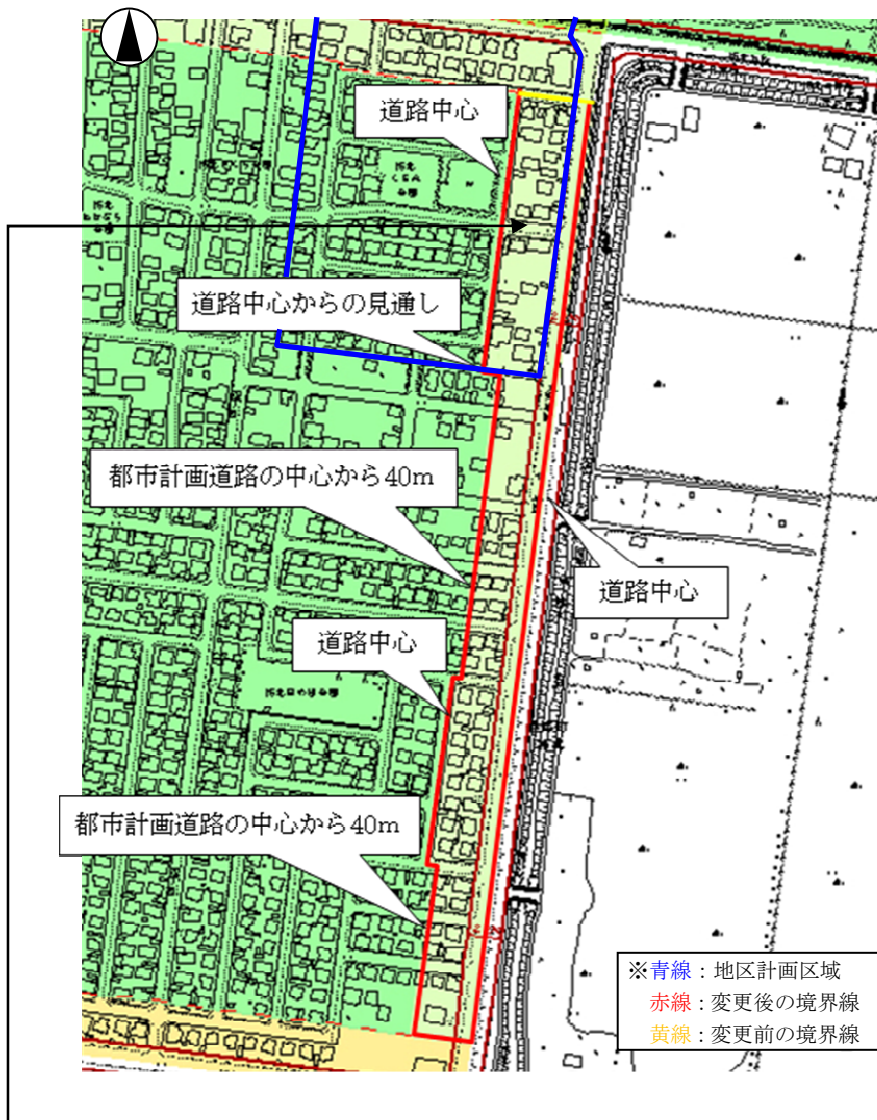 道路中心
道路中心からの見通し
都市計画道路の中心から40m
道路中心
道路中心
都市計画道路の中心から40m
※青線：地区計画区域
赤線：変更後の境界線
黄線：変更前の境界線